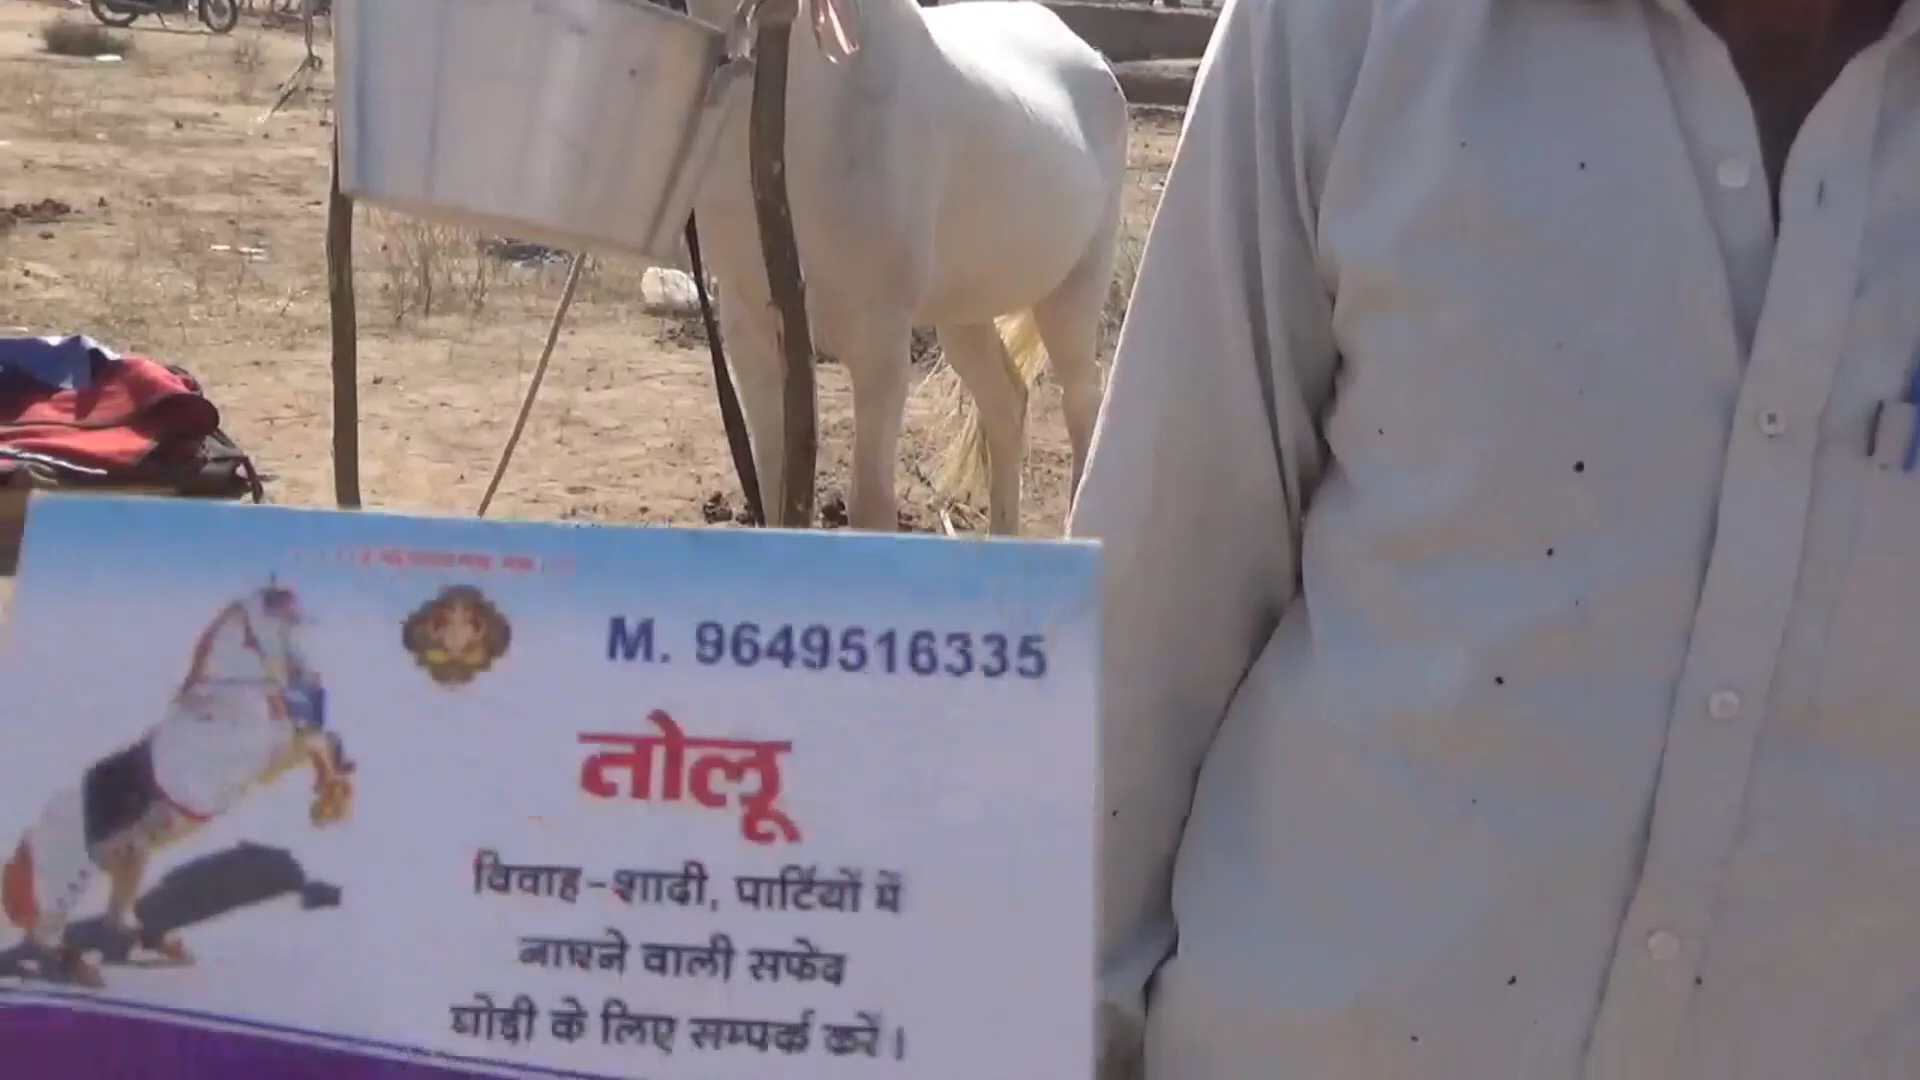 M. 9649516335
तोलू
विवाह-शादी, पार्टियों में
नाचने वाली सफेद
घोडी के लिए सम्पर्क करें।